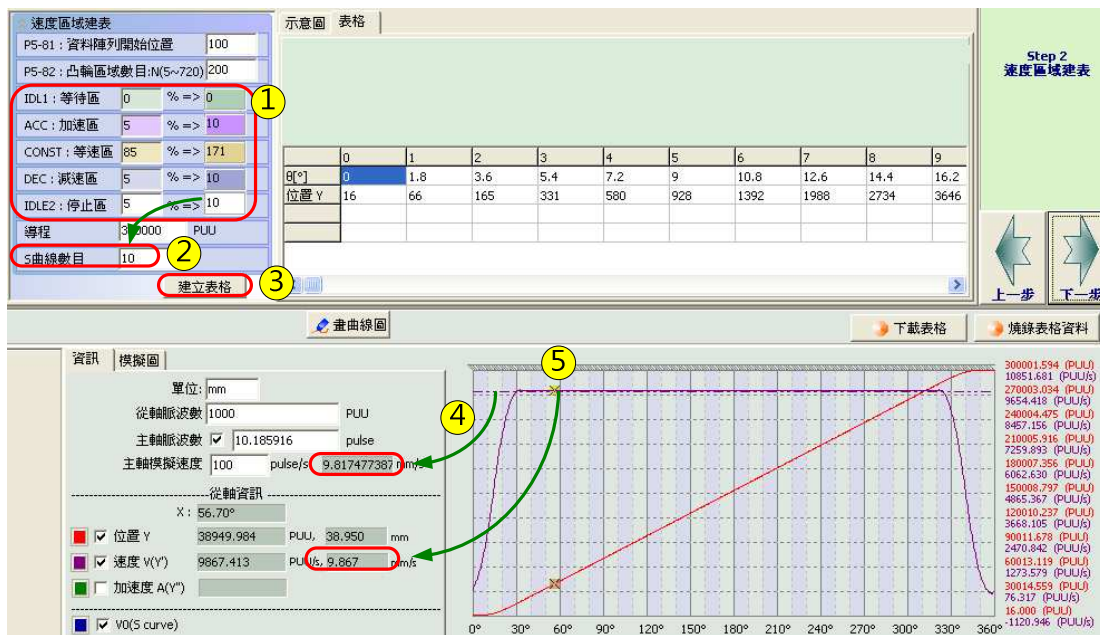 速度區域建表
P5-81：資料陣列開始位置 100
P5-82：凸輪區域數目:N(5~720) 200
IDL1：等待區 0 % => 0
ACC：加速區 5 % => 10
CONST：等速區 85 % => 171
DEC：減速區 5 % => 10
IDLE2：停止區 5 % => 10
導程 PUU
S曲線數目 10
建立表格
1
2
3
示意圖 表格
0 1 2 3 4 5 6 7 8 9
θ[°] 0 1.8 3.6 5.4 7.2 9 10.8 12.6 14.4 16.2
位置 Y 16 66 165 331 580 928 1392 1988 2734 3646
Step 2
速度區域建表
上一步 下一步
畫曲線圖
下載表格
燒錄表格資料
資訊 模擬圖
單位: mm
從軸脈波數 1000 PUU
主軸脈波數 10.185916 pulse
主軸模擬速度 100 pulse/s 9.817477387 mm/s
從軸資訊
X : 56.70°
位置 Y 38949.984 PUU, 38.950 mm
速度 V(Y') 9867.413 PUU/s, 9.867 mm/s
加速度 A(Y")
V0(S curve)
4
5
300001.594 (PUU)
10851.681 (PUU/s)
270003.034 (PUU)
9654.418 (PUU/s)
240004.475 (PUU)
8457.156 (PUU/s)
210005.916 (PUU)
7259.893 (PUU/s)
180007.356 (PUU)
6062.630 (PUU/s)
150008.797 (PUU)
4865.367 (PUU/s)
120010.237 (PUU)
3668.105 (PUU/s)
90011.678 (PUU)
2470.842 (PUU/s)
60013.119 (PUU)
1273.579 (PUU/s)
30014.559 (PUU)
76.317 (PUU/s)
16.000 (PUU)
-1120.946 (PUU/s)
0° 30° 60° 90° 120° 150° 180° 210° 240° 270° 300° 330° 360°